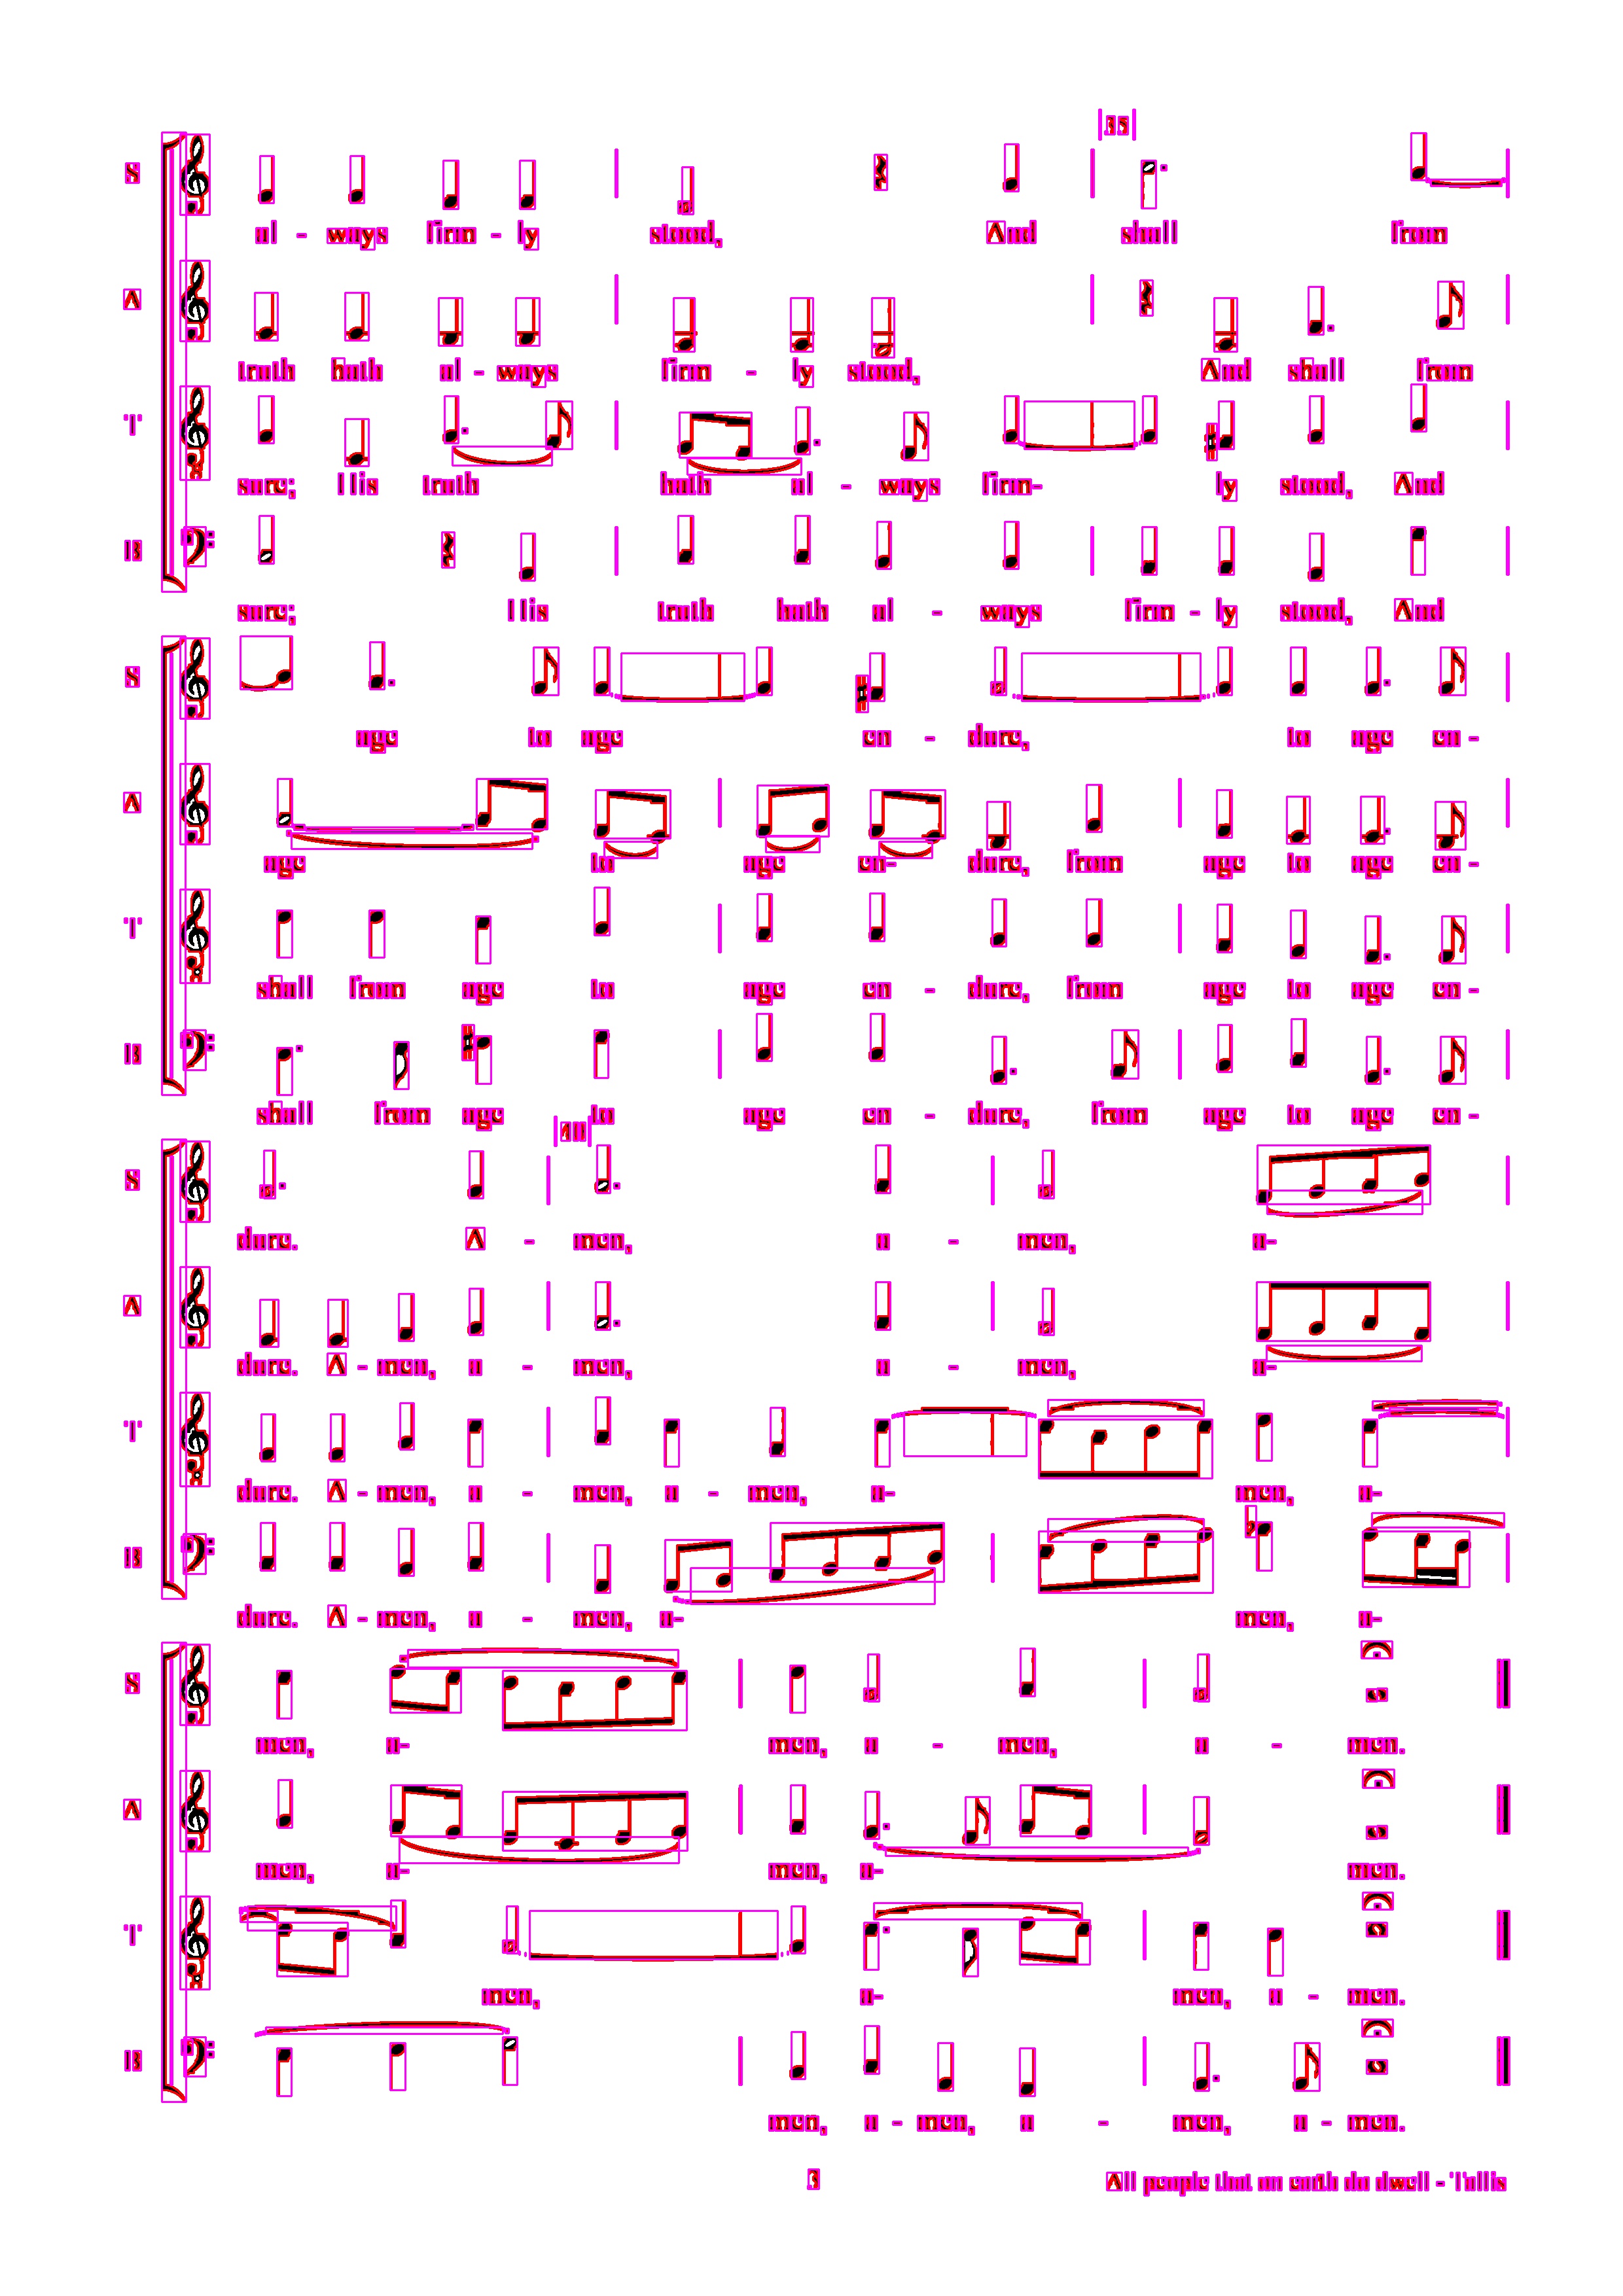 35
S
al - ways firm - ly stood, And shall from
A
truth hath al - ways firm - ly stood, And shall from
T
sure; His truth hath al - ways firm- ly stood, And
B
sure; His truth hath al - ways firm - ly stood, And
S
age to age en - dure, to age en -
A
age to age en- dure, from age to age en -
T
shall from age to age en - dure, from age to age en -
B
shall from age to age en - dure, from age to age en -
40
S
dure. A - men, a - men, a-
A
dure. A - men, a - men, a - men, a-
T
dure. A - men, a - men, a - men, a- men, a-
B
dure. A - men, a - men, a- men, a-
S
men, a- men, a - men, a - men.
A
men, a- men, a- men.
T
men, a- men, a - men.
B
men, a - men, a - men, a - men.
3
All people that on earth do dwell - Tallis